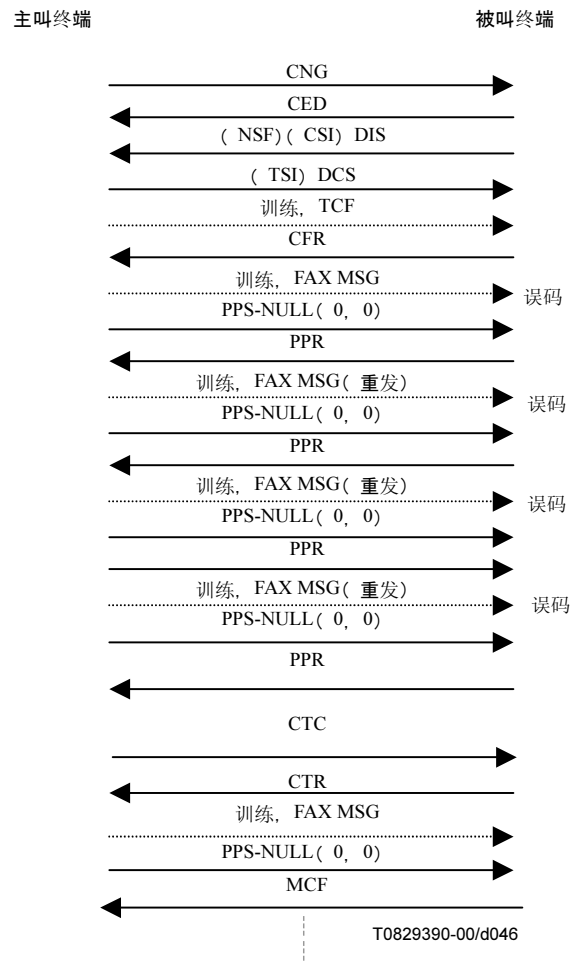 主叫终端 被叫终端
CNG
CED
( NSF)( CSI) DIS
( TSI) DCS
训练, TCF
CFR
训练, FAX MSG
误码
PPS-NULL( 0, 0)
PPR
训练, FAX MSG( 重发)
误码
PPS-NULL( 0, 0)
PPR
训练, FAX MSG( 重发)
误码
PPS-NULL( 0, 0)
PPR
训练, FAX MSG( 重发)
误码
PPS-NULL( 0, 0)
PPR
CTC
CTR
训练, FAX MSG
PPS-NULL( 0, 0)
MCF
T0829390-00/d046